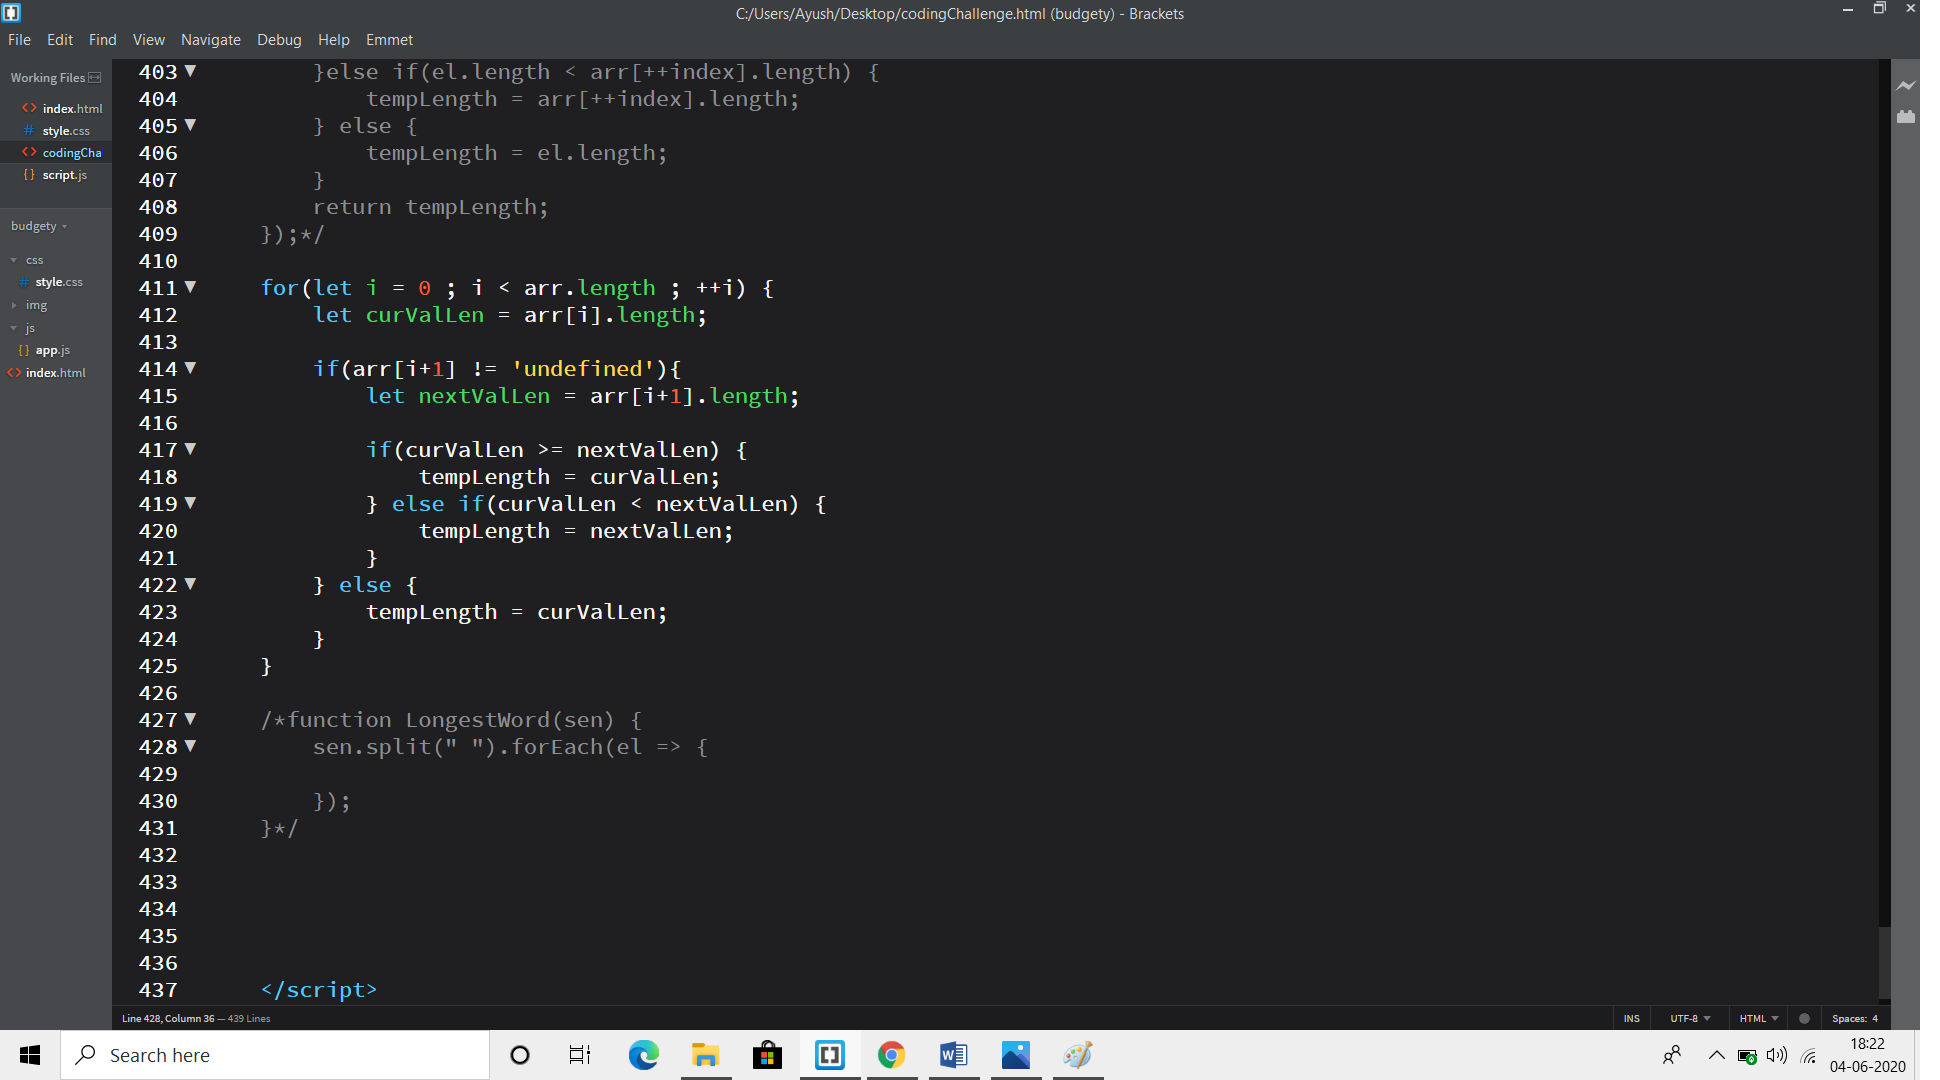 C:/Users/Ayush/Desktop/codingChallenge.html (budgety) - Brackets
File Edit Find View Navigate Debug Help Emmet
Working Files
index.html
style.css
codingCha
script.js
budgety
css
style.css
img
js
app.js
index.html
403 }else if(el.length < arr[++index].length) {
404 tempLength = arr[++index].length;
405 } else {
406 tempLength = el.length;
407 }
408 return tempLength;
409 });*/
410
411 for(let i = 0 ; i < arr.length ; ++i) {
412 let curValLen = arr[i].length;
413
414 if(arr[i+1] != 'undefined'){
415 let nextValLen = arr[i+1].length;
416
417 if(curValLen >= nextValLen) {
418 tempLength = curValLen;
419 } else if(curValLen < nextValLen) {
420 tempLength = nextValLen;
421 }
422 } else {
423 tempLength = curValLen;
424 }
425 }
426
427 /*function LongestWord(sen) {
428 sen.split(" ").forEach(el => {
429
430 });
431 }*/
432
433
434
435
436
437 </script>
Line 428, Column 36 — 439 Lines
INS UTF-8 HTML Spaces: 4
Search here
18:22
04-06-2020